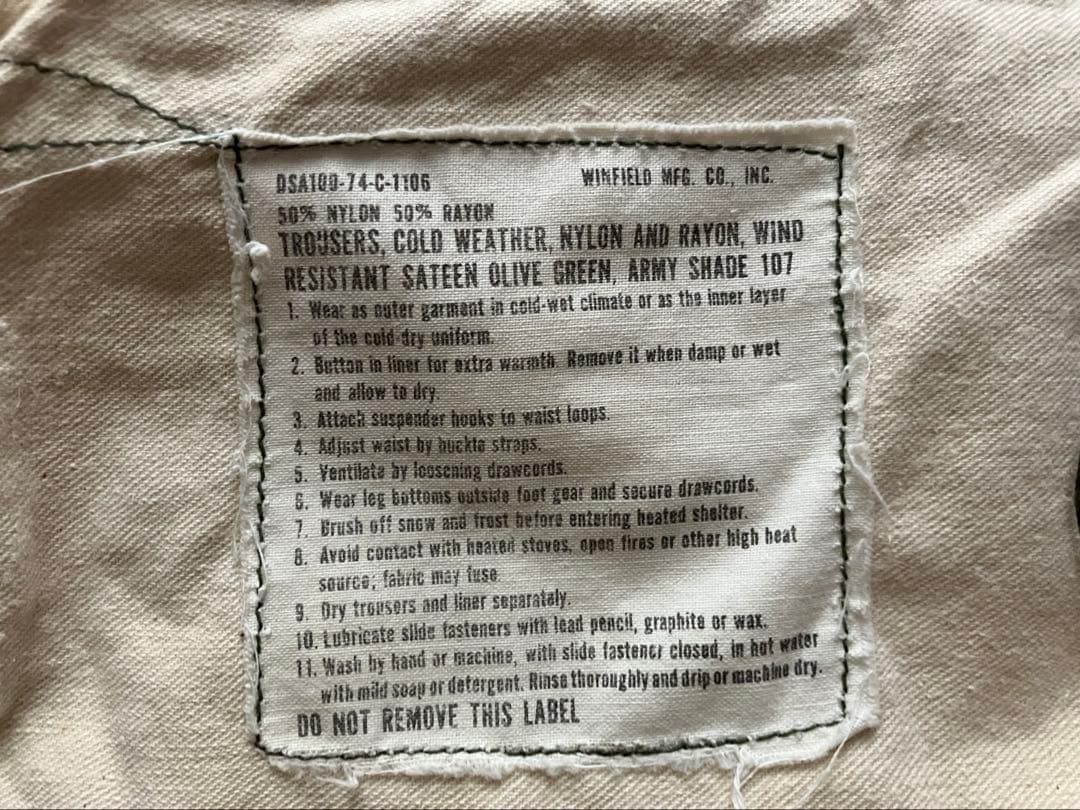 DSA100-74-C-1106 WINFIELD MFG. CO., INC.
50% NYLON 50% RAYON
TROUSERS, COLD WEATHER, NYLON AND RAYON, WIND
RESISTANT SATEEN OLIVE GREEN, ARMY SHADE 107
1. Wear as outer garment in cold-wet climate or as the inner layer
of the cold-dry uniform.
2. Button in liner for extra warmth. Remove it when damp or wet
and allow to dry.
3. Attach suspender hooks to waist loops.
4. Adjust waist by buckle straps.
5. Ventilate by loosening drawcords.
6. Wear leg bottoms outside foot gear and secure drawcords.
7. Brush off snow and frost before entering heated shelter.
8. Avoid contact with heated stoves, open fires or other high heat
source; fabric may fuse.
9. Dry trousers and liner separately.
10. Lubricate slide fasteners with lead pencil, graphite or wax.
11. Wash by hand or machine, with slide fastener closed, in hot water
with mild soap or detergent. Rinse thoroughly and drip or machine dry.
DO NOT REMOVE THIS LABEL